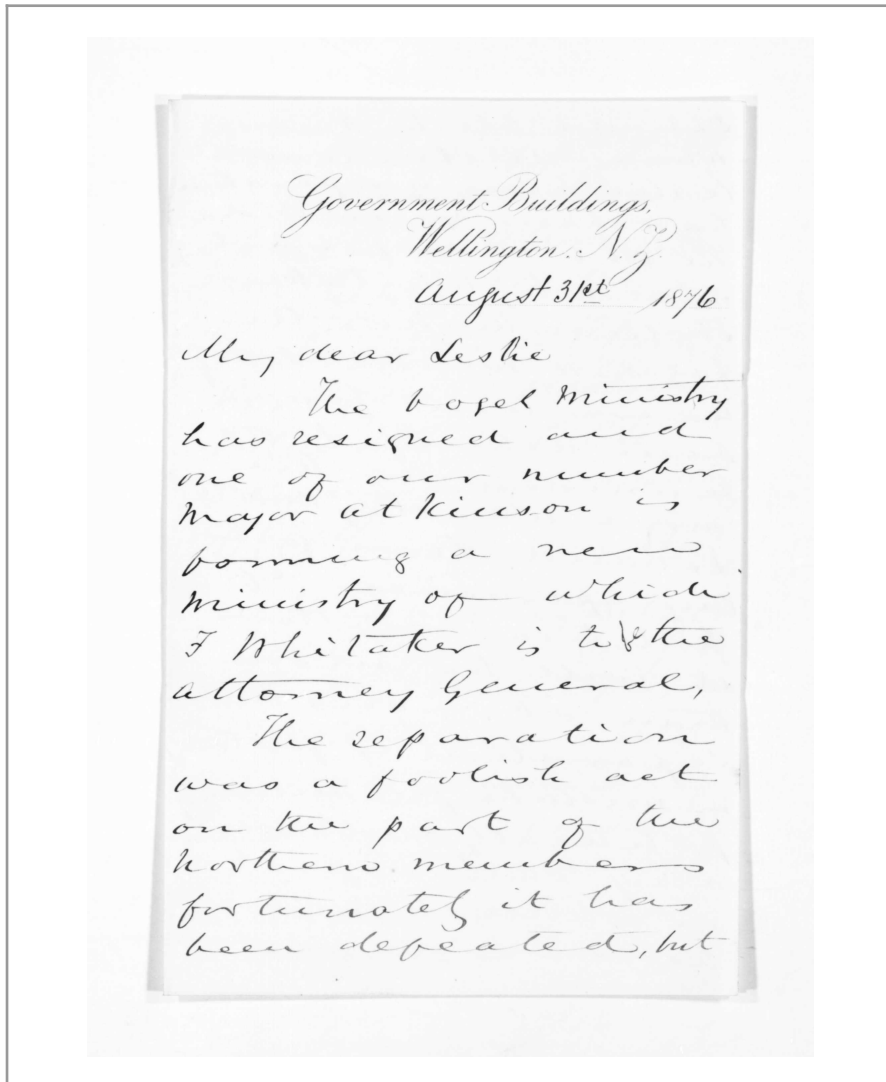 Government Buildings,
Wellington. N.Z.
August 31st 1876
My dear Leslie
The Vogel Ministry
has resigned and
one of our number
Major Atkinson is
forming a new
Ministry of which
F Whitaker is to be the
Attorney General,
The separation
was a foolish act
on the part of the
Northern members
fortunately it has
been defeated, but